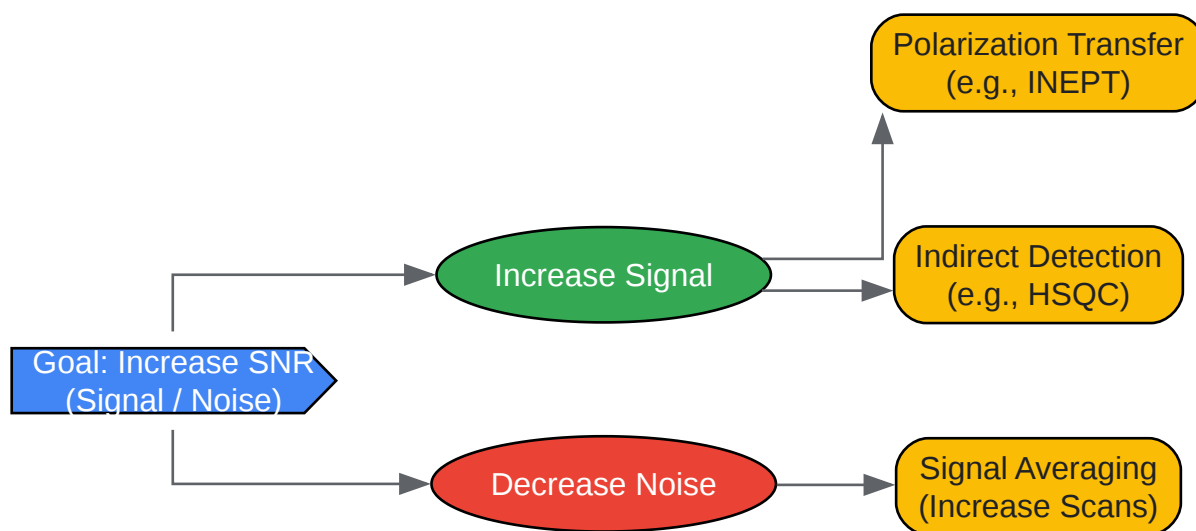 Polarization Transfer
(e.g., INEPT)
Increase Signal
Indirect Detection
(e.g., HSQC)
Goal: Increase SNR
(Signal / Noise)
Decrease Noise
Signal Averaging
(Increase Scans)